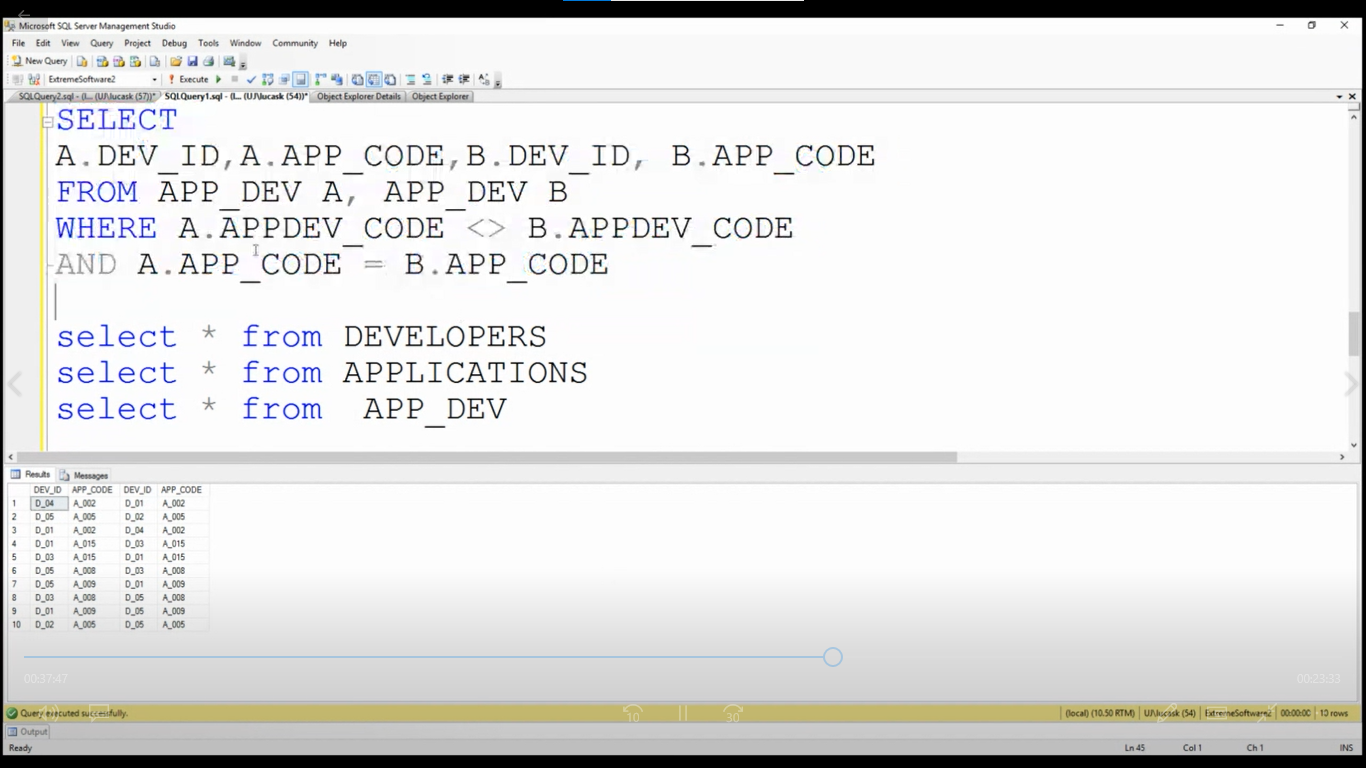 Microsoft SQL Server Management Studio
File Edit View Query Project Debug Tools Window Community Help
New Query
ExtremeSoftware2 Execute
SQLQuery2.sql - (l... (UJ\lucask (57))* SQLQuery1.sql - (l... (UJ\lucask (54))* Object Explorer Details Object Explorer
SELECT
A.DEV_ID,A.APP_CODE,B.DEV_ID, B.APP_CODE
FROM APP_DEV A, APP_DEV B
WHERE A.APPDEV_CODE <> B.APPDEV_CODE
AND A.APP_CODE = B.APP_CODE
select * from DEVELOPERS
select * from APPLICATIONS
select * from APP_DEV
Results Messages
DEV_ID APP_CODE DEV_ID APP_CODE
1 D_04 A_002 D_01 A_002
2 D_05 A_005 D_02 A_005
3 D_01 A_002 D_04 A_002
4 D_01 A_015 D_03 A_015
5 D_03 A_015 D_01 A_015
6 D_05 A_008 D_03 A_008
7 D_05 A_009 D_01 A_009
8 D_03 A_008 D_05 A_008
9 D_01 A_009 D_05 A_009
10 D_02 A_005 D_05 A_005
00:37:47 00:23:33
Query executed successfully. 10 30 (local) (10.50 RTM) UJ\lucask (54) ExtremeSoftware2 00:00:00 10 rows
Output
Ready Ln 45 Col 1 Ch 1 INS